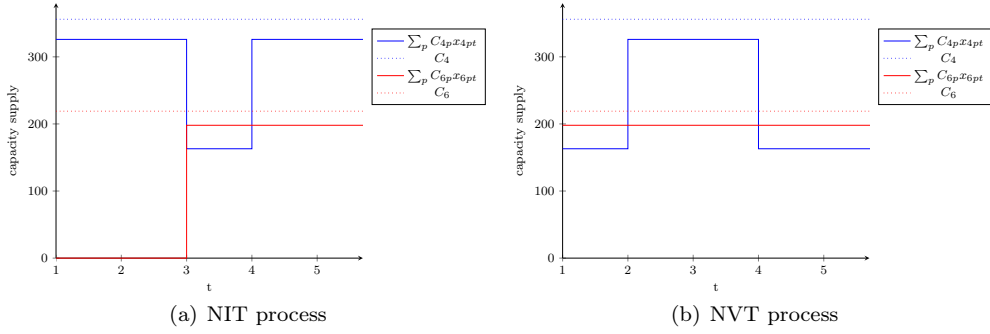 300
200
100
0
capacity supply
1 2 3 4 5
t
∑p C4px4pt
C4
∑p C6px6pt
C6
(a) NIT process
300
200
100
0
capacity supply
1 2 3 4 5
t
∑p C4px4pt
C4
∑p C6px6pt
C6
(b) NVT process